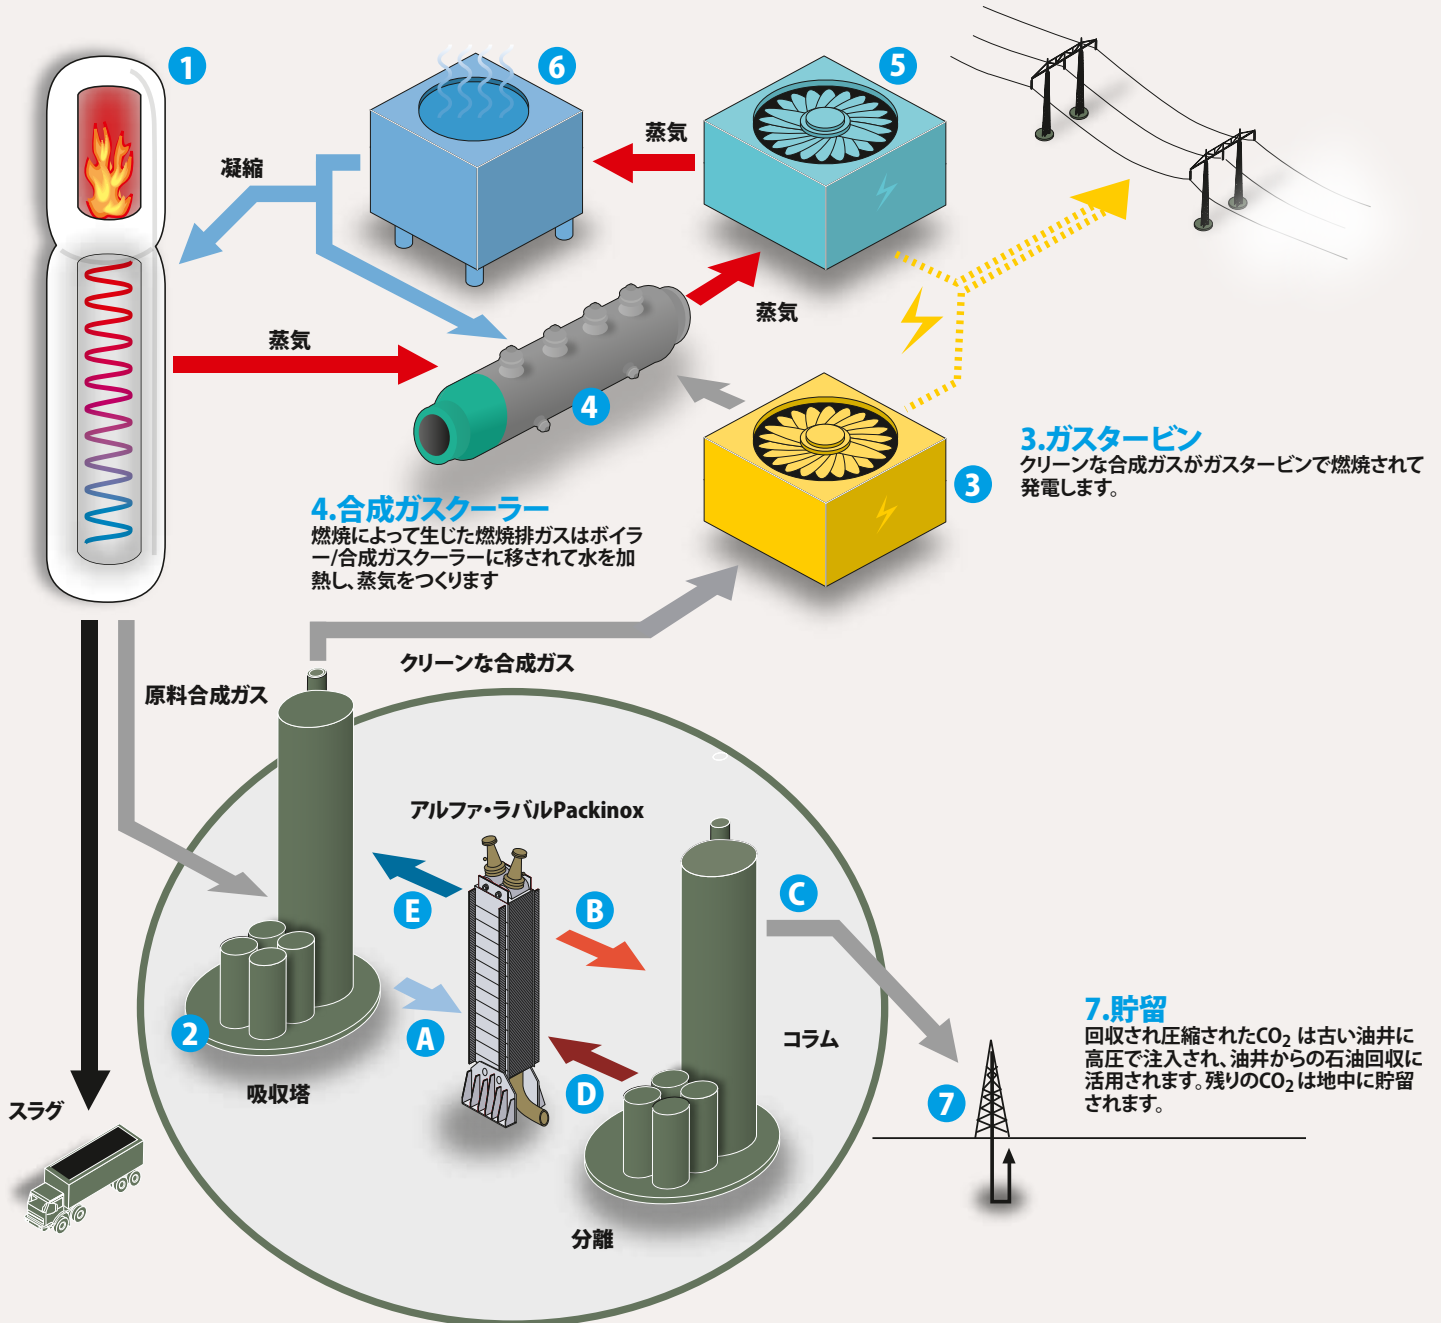 1
6
5
蒸気
凝縮
蒸気
蒸気
4
3.ガスタービン
クリーンな合成ガスがガスタービンで燃焼されて
発電します。
3
4.合成ガスクーラー
燃焼によって生じた燃焼排ガスはボイラ
ー/合成ガスクーラーに移されて水を加
熱し、蒸気をつくります
クリーンな合成ガス
原料合成ガス
アルファ・ラバルPackinox
E
B
C
A
2
コラム
7.貯留
回収され圧縮されたCO2 は古い油井に
高圧で注入され、油井からの石油回収に
活用されます。残りのCO2 は地中に貯留
されます。
吸収塔
D
7
スラグ
分離